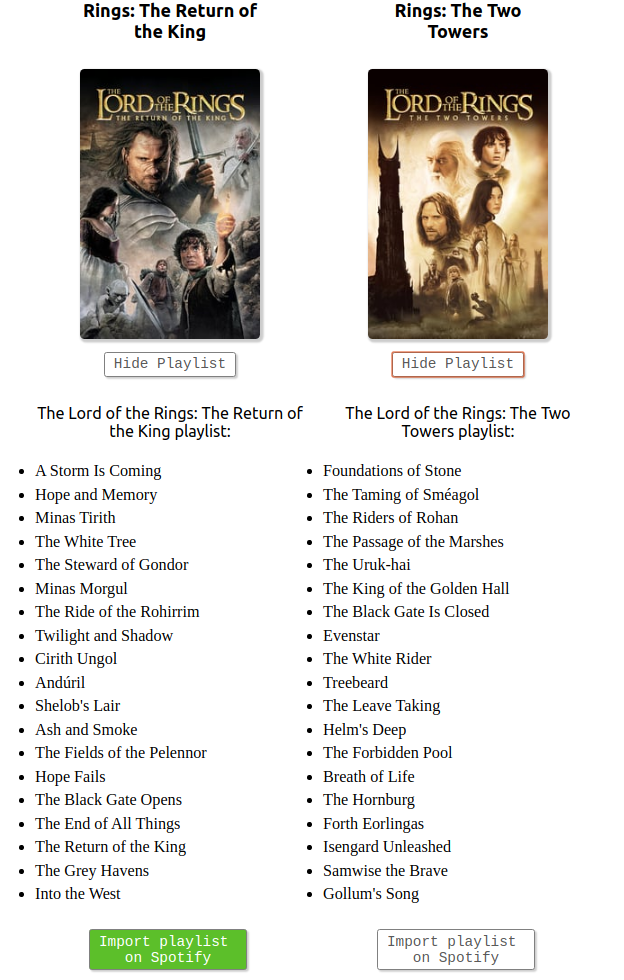 Rings: The Return of
the King
THE
LORD OF THE RINGS
THE RETURN OF THE KING
Hide Playlist
The Lord of the Rings: The Return of
the King playlist:
A Storm Is Coming
Hope and Memory
Minas Tirith
The White Tree
The Steward of Gondor
Minas Morgul
The Ride of the Rohirrim
Twilight and Shadow
Cirith Ungol
Andúril
Shelob's Lair
Ash and Smoke
The Fields of the Pelennor
Hope Fails
The Black Gate Opens
The End of All Things
The Return of the King
The Grey Havens
Into the West
Import playlist
on Spotify
Rings: The Two
Towers
THE
LORD OF THE RINGS
THE TWO TOWERS
Hide Playlist
The Lord of the Rings: The Two
Towers playlist:
Foundations of Stone
The Taming of Sméagol
The Riders of Rohan
The Passage of the Marshes
The Uruk-hai
The King of the Golden Hall
The Black Gate Is Closed
Evenstar
The White Rider
Treebeard
The Leave Taking
Helm's Deep
The Forbidden Pool
Breath of Life
The Hornburg
Forth Eorlingas
Isengard Unleashed
Samwise the Brave
Gollum's Song
Import playlist
on Spotify